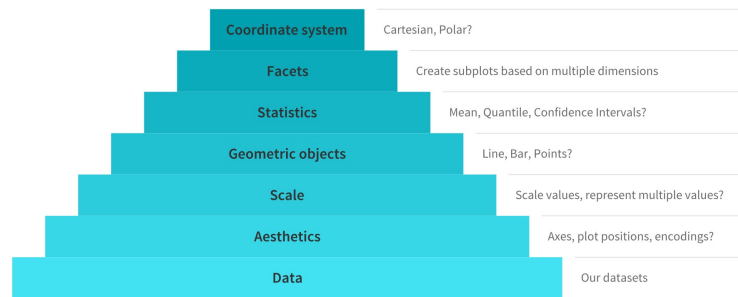 Coordinate system Cartesian, Polar?
Facets Create subplots based on multiple dimensions
Statistics Mean, Quantile, Confidence Intervals?
Geometric objects Line, Bar, Points?
Scale Scale values, represent multiple values?
Aesthetics Axes, plot positions, encodings?
Data Our datasets